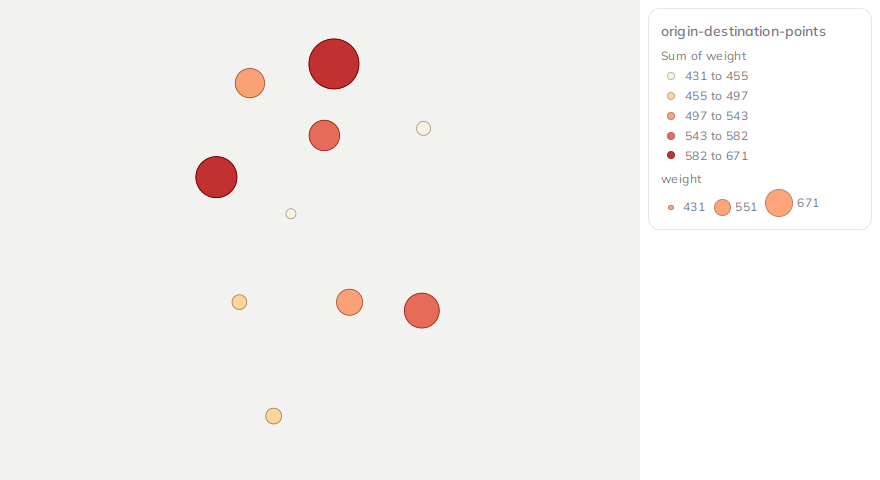 origin-destination-points
Sum of weight
431 to 455
455 to 497
497 to 543
543 to 582
582 to 671
weight
431 551 671